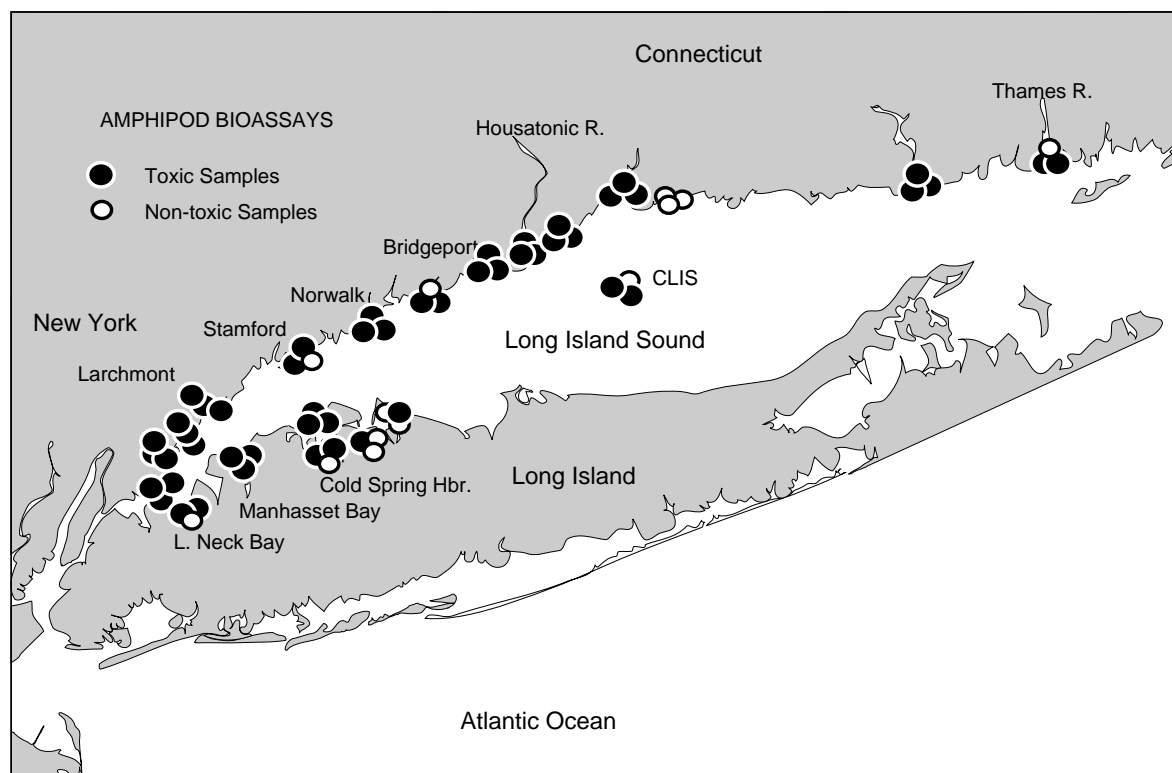 Connecticut
Thames R.
AMPHIPOD BIOASSAYS
Housatonic R.
Toxic Samples
Non-toxic Samples
Bridgeport
CLIS
Norwalk
New York
Stamford
Long Island Sound
Larchmont
Long Island
Cold Spring Hbr.
Manhasset Bay
L. Neck Bay
Atlantic Ocean